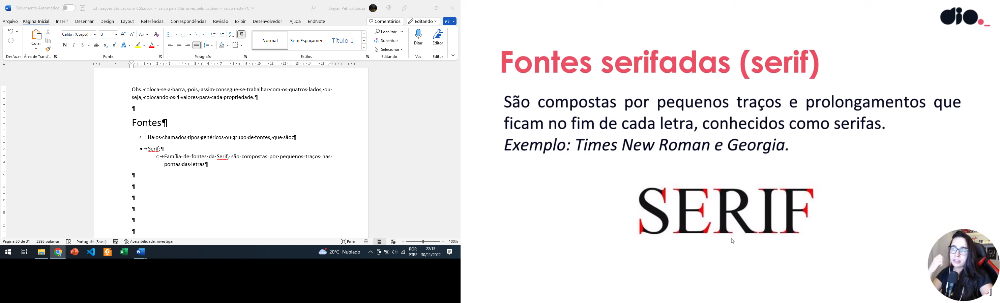 Salvamento Automático
Estilizações básicas com CSS.docx - Salvo pela última vez pelo usuário • Salvo neste PC
Brayan Petrick Souza
Arquivo Página Inicial Inserir Desenhar Design Layout Referências Correspondências Revisão Exibir Desenvolvedor Ajuda EndNote
Comentários Editando
Calibri (Corpo) 13
Colar
Normal
Sem Espaçamer
Título 1
Localizar
Substituir
Selecionar
Ditar
Editor
Desfazer Área de Transf... Fonte Parágrafo Estilos Editando Voz Editor
Obs. coloca-se a barra, pois, assim consegue-se trabalhar com os quatros lados, ou
seja, colocando os 4 valores para cada propriedade.¶
¶
Fontes¶
→ Há os chamados tipos genéricos ou grupo de fontes, que são:¶
•→Serif;¶
o→Família de fontes da Serif, são compostas por pequenos traços nas
pontas das letras¶
¶
¶
¶
¶
¶
¶
Página 30 de 31 3295 palavras Português (Brasil) Acessibilidade: investigar Foco 100%
20°C Nublado
POR
PTB2
22:13
30/11/2022
dio._
Fontes serifadas (serif)
São compostas por pequenos traços e prolongamentos que
ficam no fim de cada letra, conhecidos como serifas.
Exemplo: Times New Roman e Georgia.
SERIF